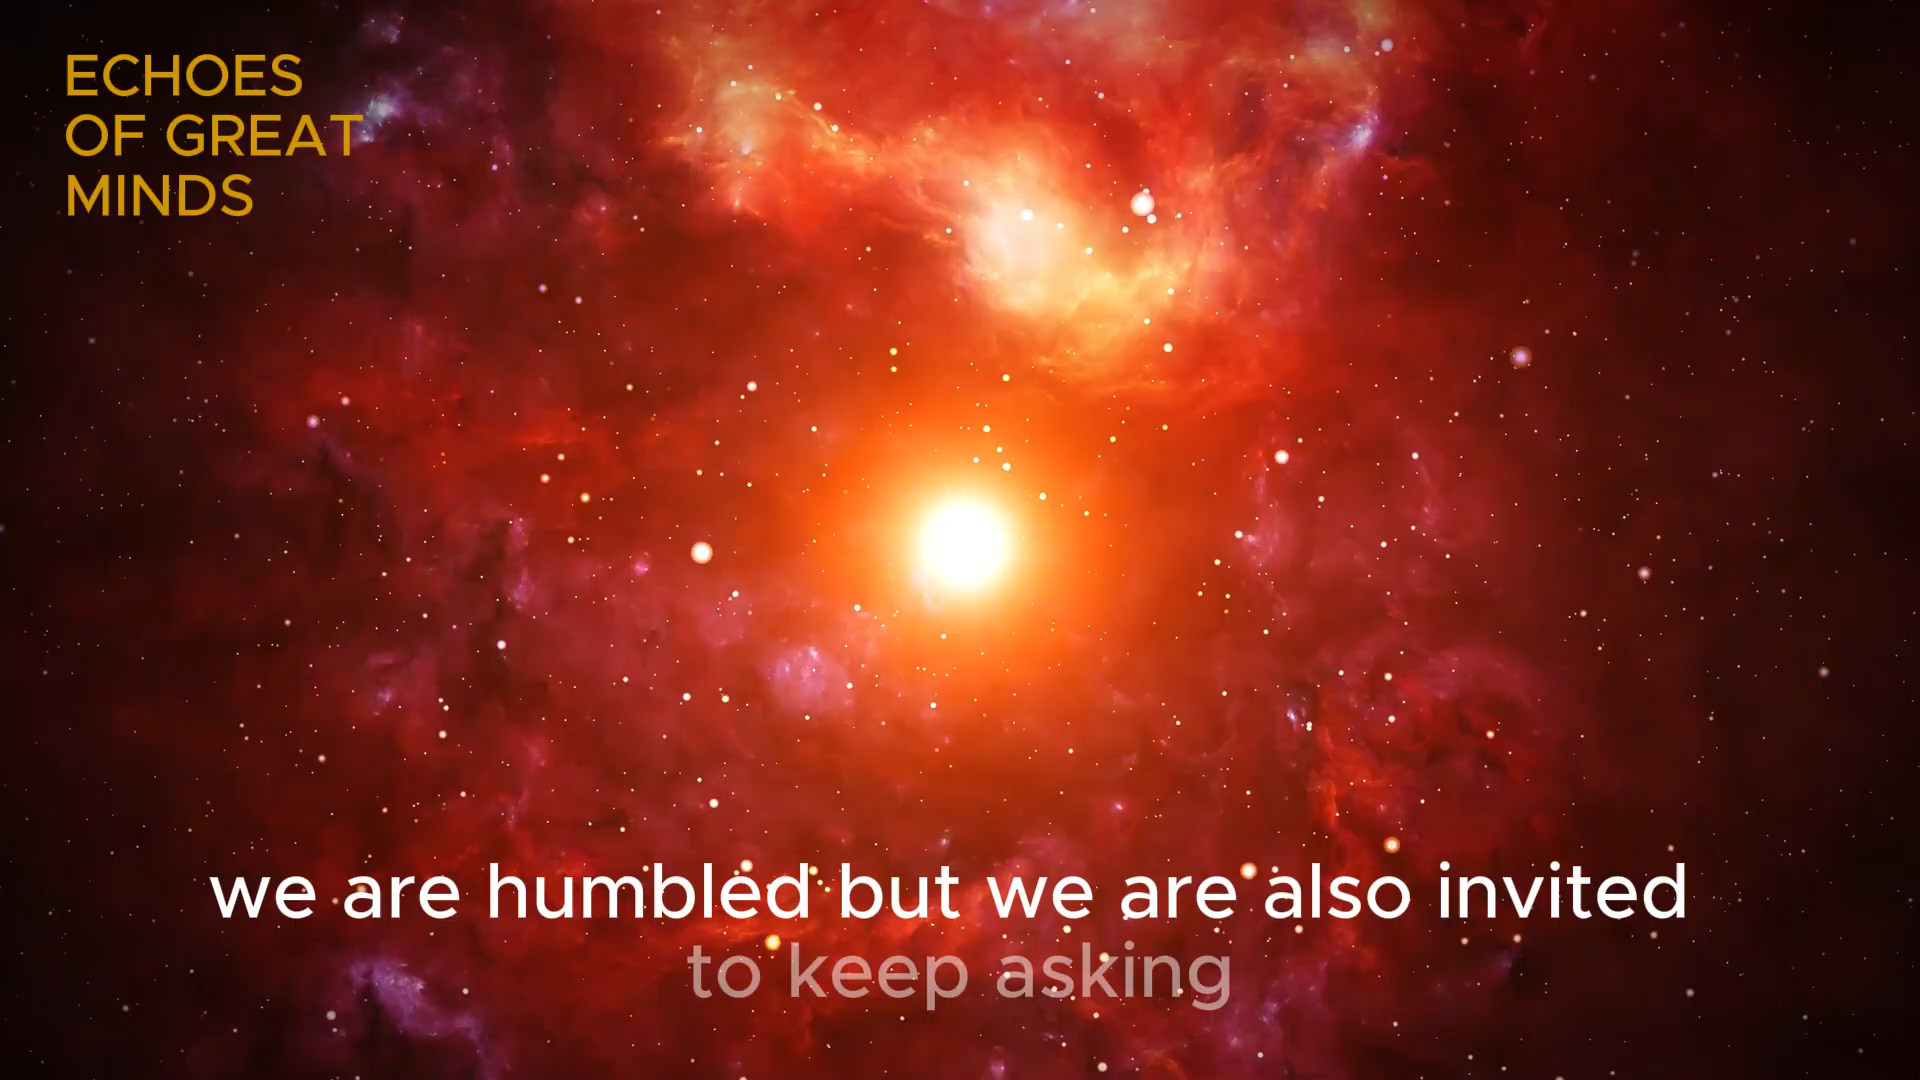 ECHOES
OF GREAT
MINDS
we are humbled but we are also invited
to keep asking